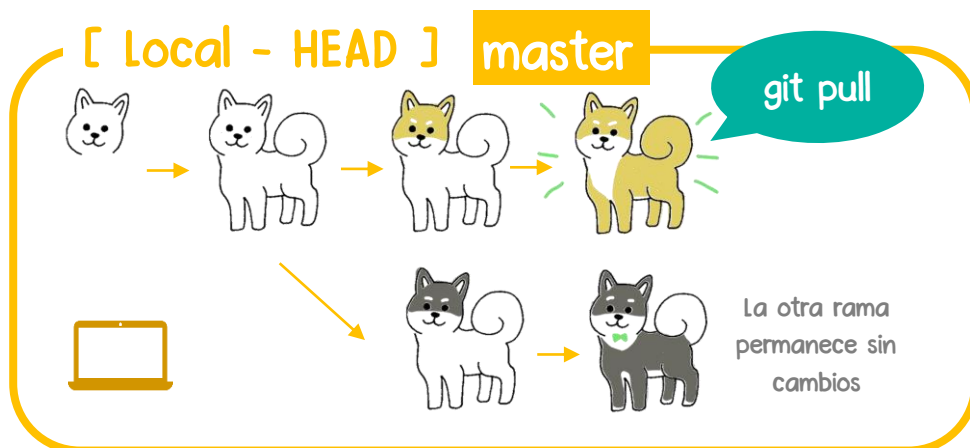 [ Local - HEAD ] master
git pull
La otra rama
permanece sin
cambios